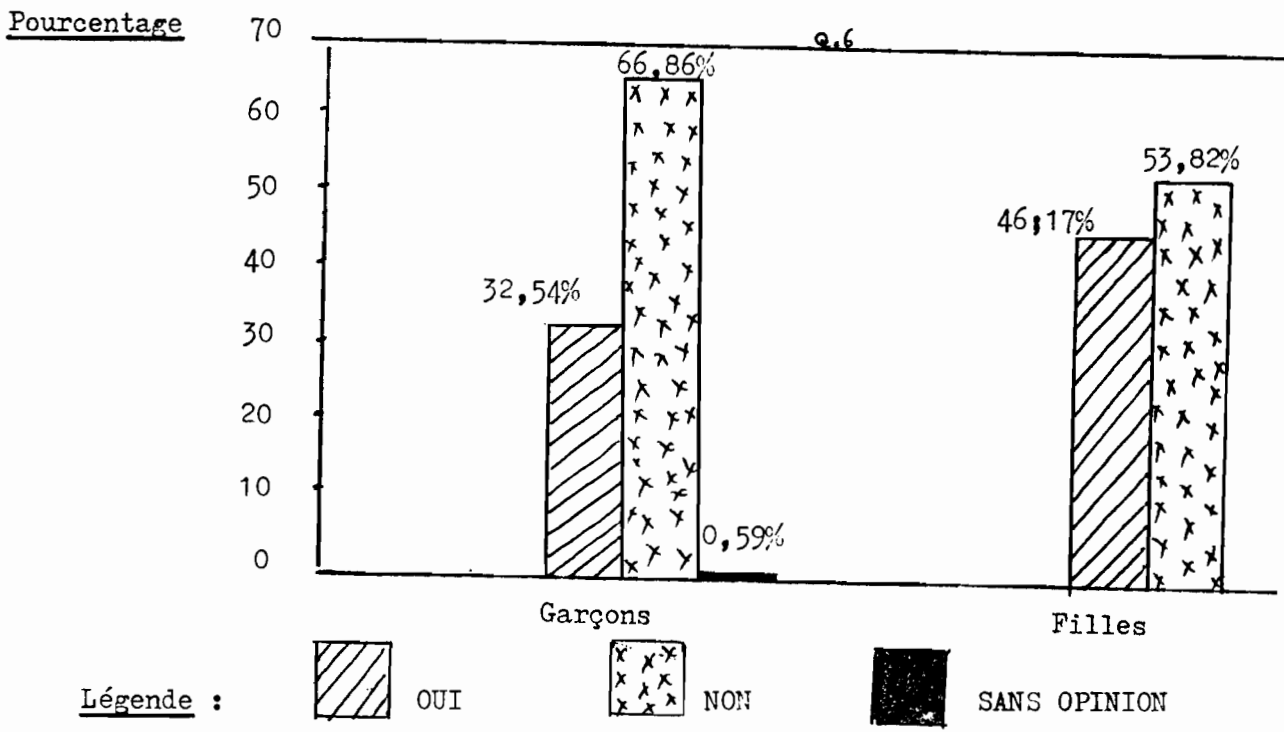 Pourcentage
70
Q.6
66,86%
60
53,82%
50
46,17%
40
32,54%
30
20
10
0,59%
0
Garçons
Filles
Légende :
OUI
NON
SANS OPINION